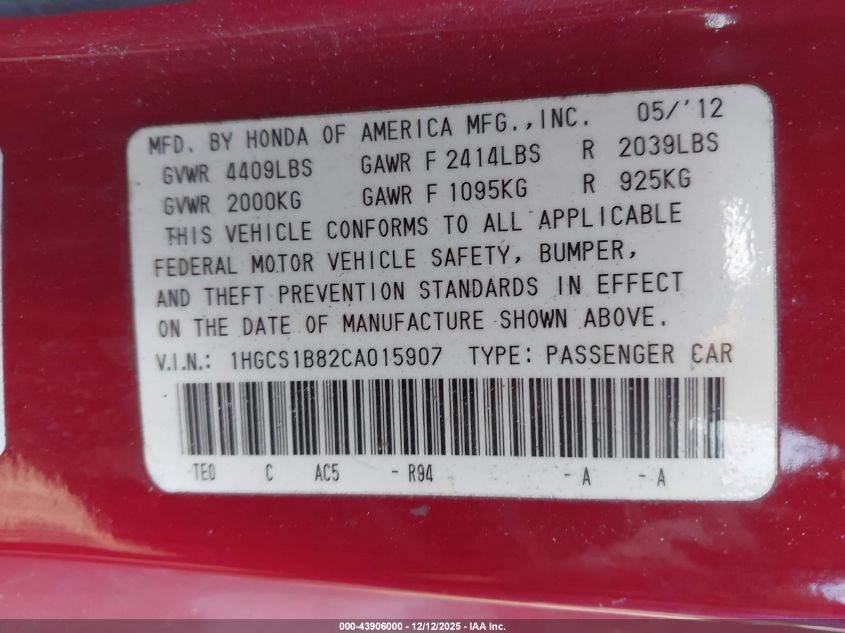 MFD. BY HONDA OF AMERICA MFG.,INC. 05/'12
GVWR 4409LBS GAWR F 2414LBS R 2039LBS
GVWR 2000KG GAWR F 1095KG R 925KG
THIS VEHICLE CONFORMS TO ALL APPLICABLE
FEDERAL MOTOR VEHICLE SAFETY, BUMPER,
AND THEFT PREVENTION STANDARDS IN EFFECT
ON THE DATE OF MANUFACTURE SHOWN ABOVE.
V.I.N.: 1HGCS1B82CA015907 TYPE: PASSENGER CAR
TE0 C AC5 - R94 - A - A
000-43906000 - 12/12/2025 - IAA Inc.